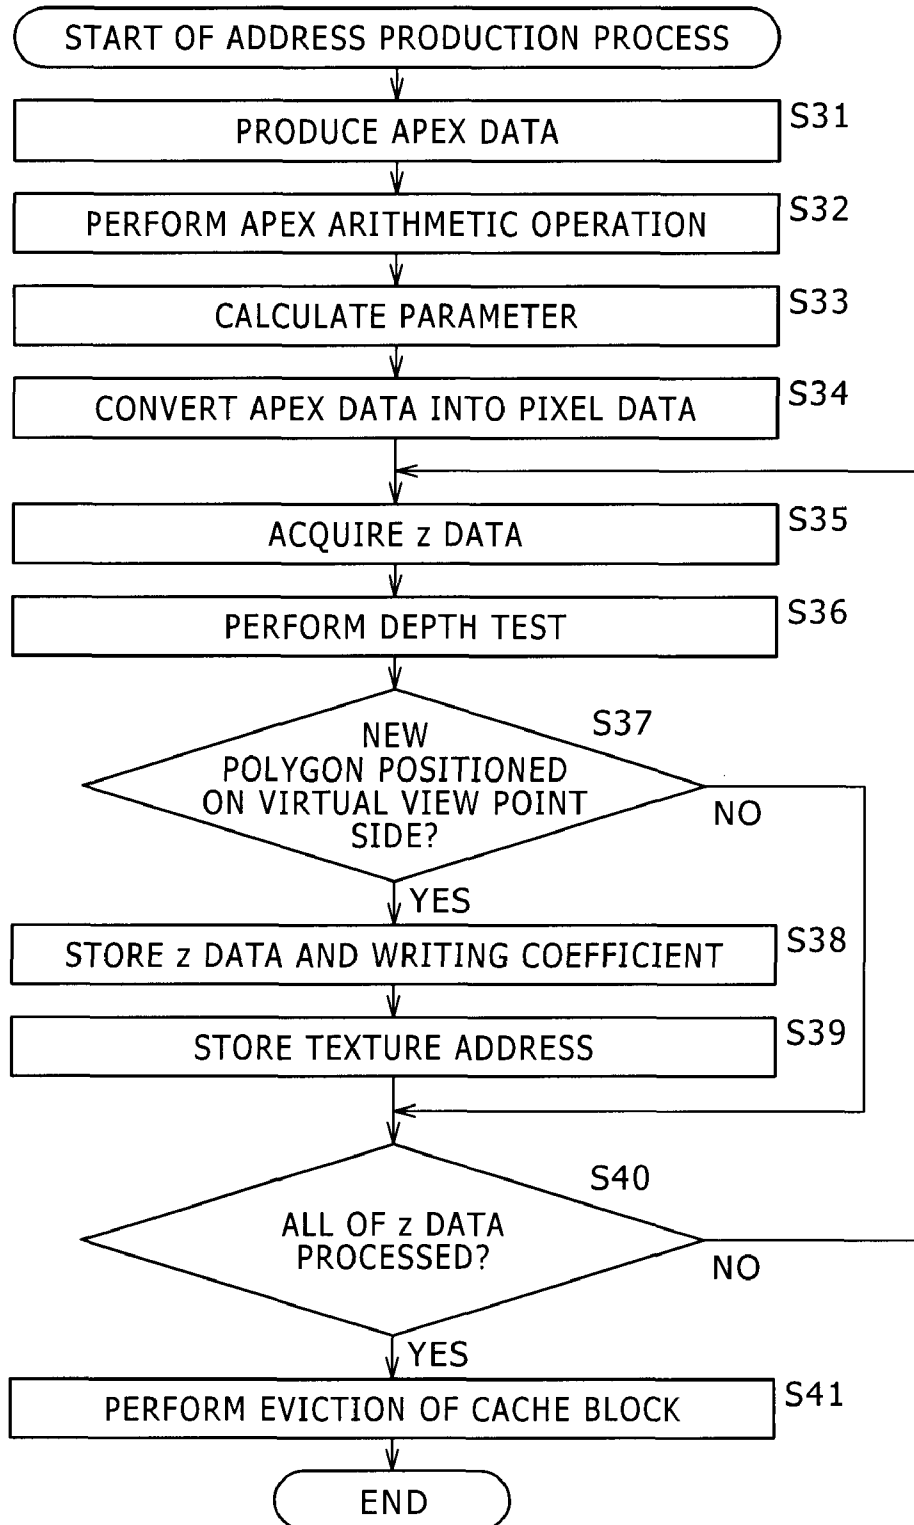 START OF ADDRESS PRODUCTION PROCESS
PRODUCE APEX DATA
S31
PERFORM APEX ARITHMETIC OPERATION
S32
CALCULATE PARAMETER
S33
CONVERT APEX DATA INTO PIXEL DATA
S34
ACQUIRE z DATA
S35
PERFORM DEPTH TEST
S36
S37
NEW
POLYGON POSITIONED
ON VIRTUAL VIEW POINT
SIDE?
NO
YES
STORE z DATA AND WRITING COEFFICIENT
S38
STORE TEXTURE ADDRESS
S39
S40
ALL OF z DATA
PROCESSED?
NO
YES
PERFORM EVICTION OF CACHE BLOCK
S41
END